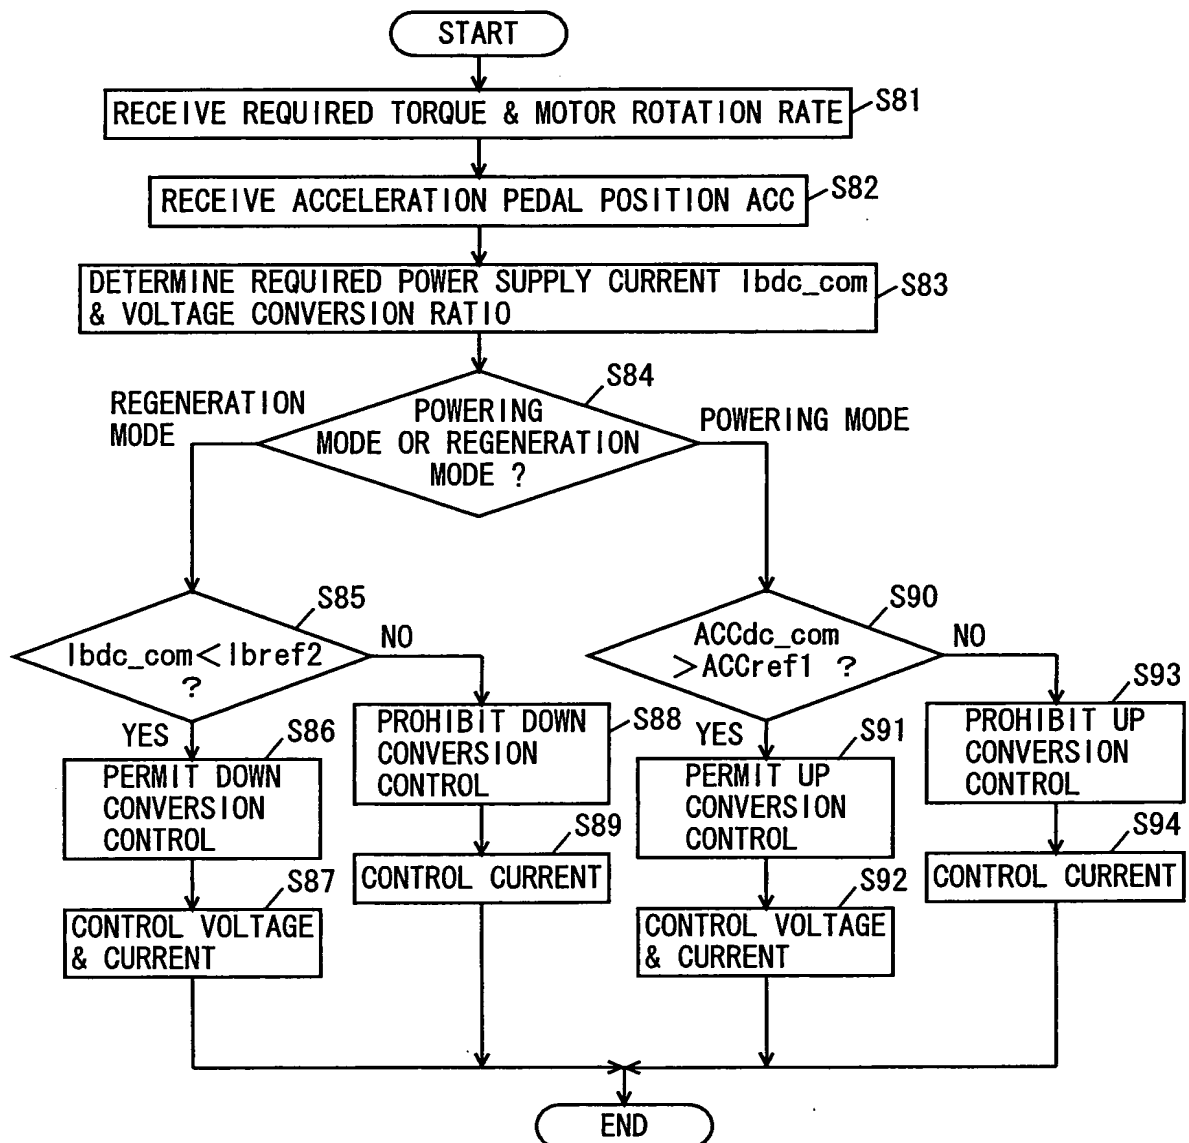 START
RECEIVE REQUIRED TORQUE & MOTOR ROTATION RATE
S81
RECEIVE ACCELERATION PEDAL POSITION ACC
S82
DETERMINE REQUIRED POWER SUPPLY CURRENT Ibdc_com
& VOLTAGE CONVERSION RATIO
S83
S84
REGENERATION
MODE
POWERING
MODE OR REGENERATION
MODE ?
POWERING MODE
S85
Ibdc_com<Ibref2
?
NO
YES
S90
ACCdc_com
>ACCref1 ?
NO
YES
S86
PERMIT DOWN
CONVERSION
CONTROL
S88
PROHIBIT DOWN
CONVERSION
CONTROL
S91
PERMIT UP
CONVERSION
CONTROL
S93
PROHIBIT UP
CONVERSION
CONTROL
S87
CONTROL VOLTAGE
& CURRENT
S89
CONTROL CURRENT
S92
CONTROL VOLTAGE
& CURRENT
S94
CONTROL CURRENT
END